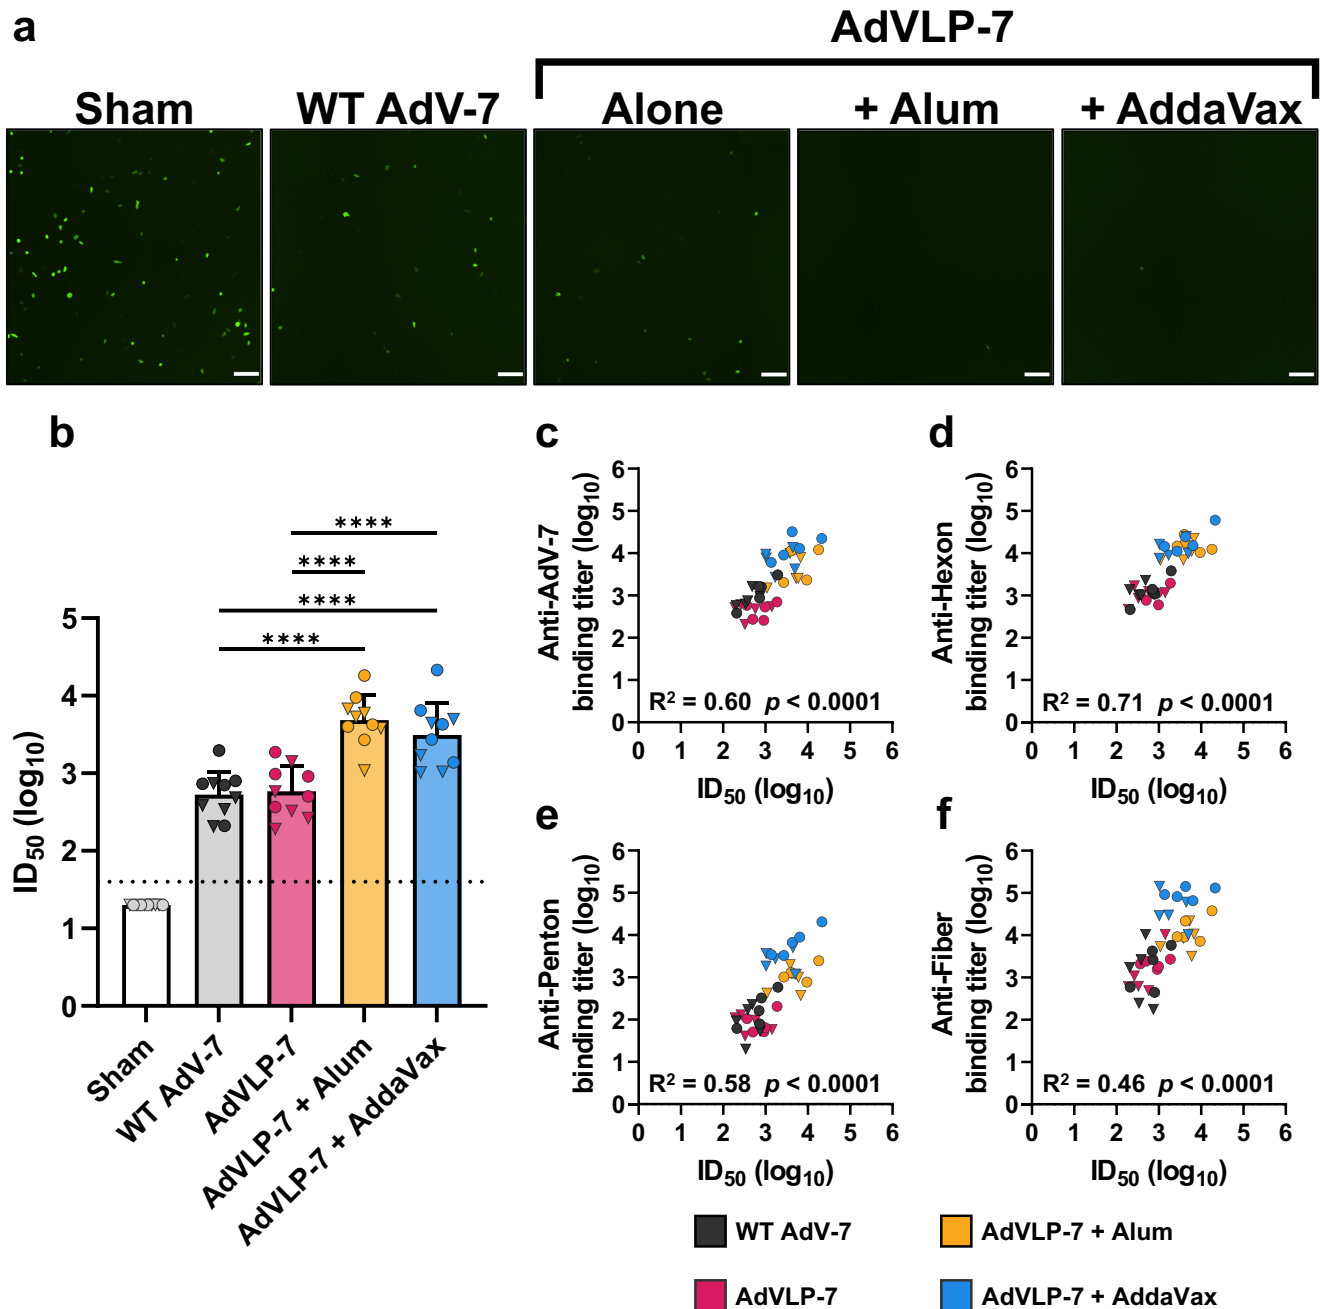 a
AdVLP-7
Sham
WT AdV-7
Alone
+ Alum
+ AddaVax
b
****
****
****
****
5
4
3
2
1
0
ID50 (log10)
Sham
WT AdV-7
AdVLP-7
AdVLP-7 + Alum
AdVLP-7 + AddaVax
c
Anti-AdV-7
binding titer (log10)
6
5
4
3
2
1
0
R² = 0.60 p < 0.0001
0 1 2 3 4 5 6
ID50 (log10)
d
Anti-Hexon
binding titer (log10)
6
5
4
3
2
1
0
R² = 0.71 p < 0.0001
0 1 2 3 4 5 6
ID50 (log10)
e
Anti-Penton
binding titer (log10)
6
5
4
3
2
1
0
R² = 0.58 p < 0.0001
0 1 2 3 4 5 6
ID50 (log10)
f
Anti-Fiber
binding titer (log10)
6
5
4
3
2
1
0
R² = 0.46 p < 0.0001
0 1 2 3 4 5 6
ID50 (log10)
WT AdV-7
AdVLP-7 + Alum
AdVLP-7
AdVLP-7 + AddaVax